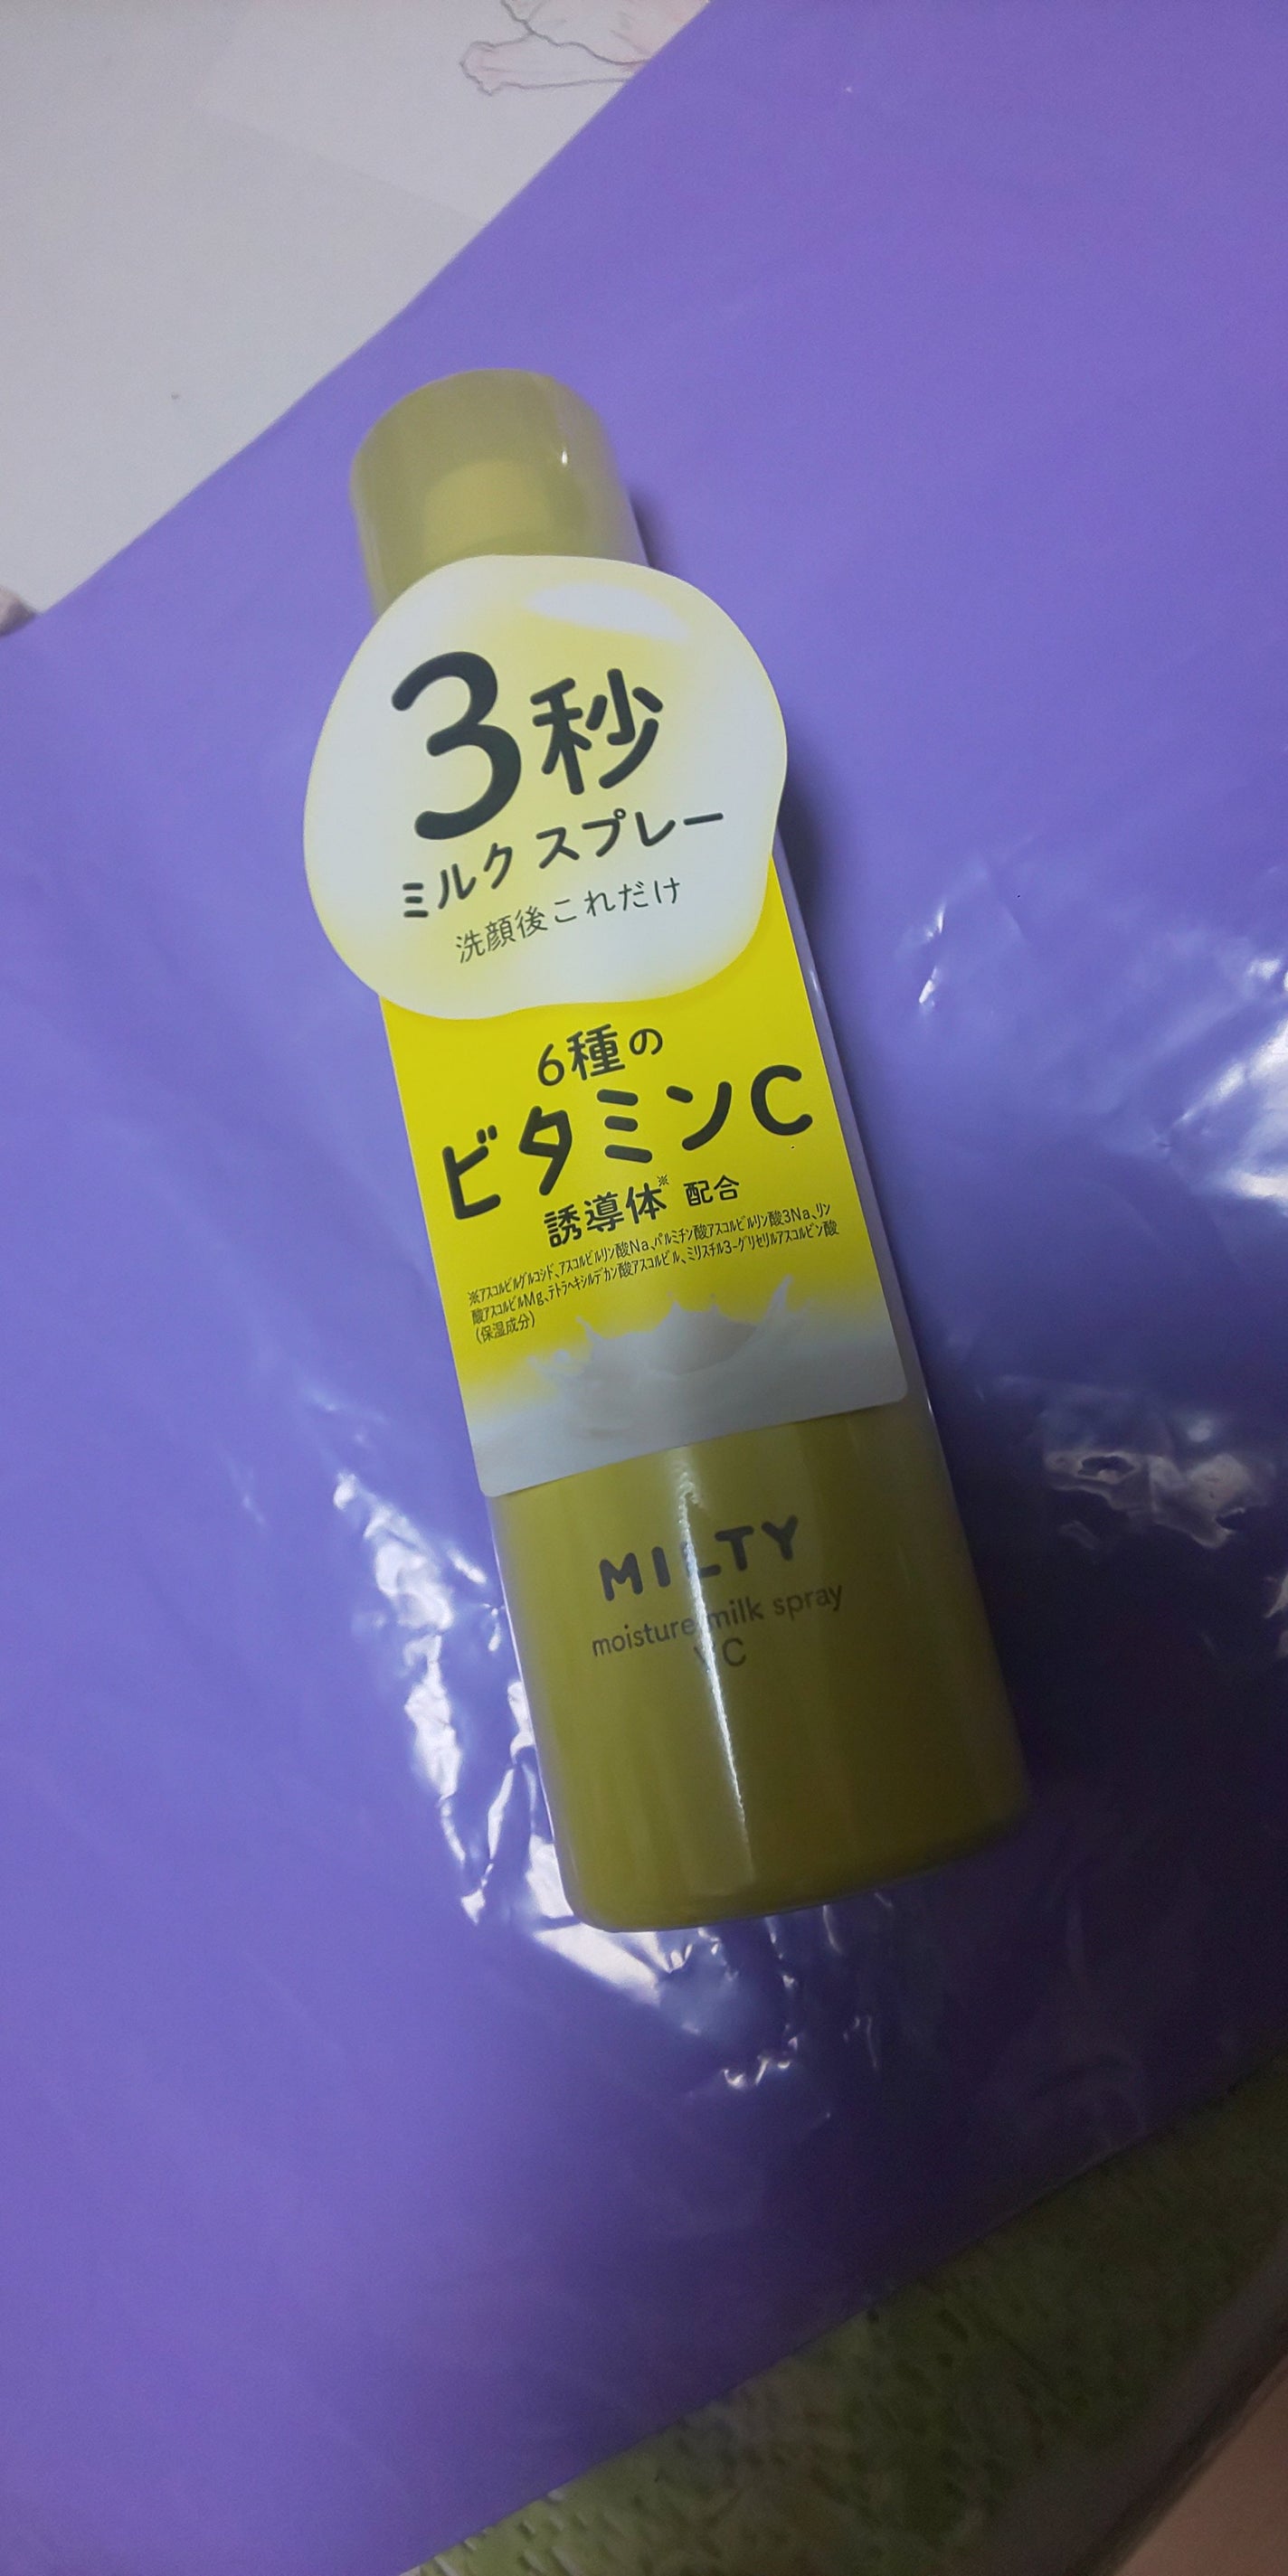 3秒
ミルクスプレー
洗顔後これだけ
6種の
ビタミンC
誘導体※ 配合
※アスコルビルグルコシド、アスコルビルリン酸Na、パルミチン酸アスコルビルリン酸3Na、リン
酸アスコルビルMg、テトラヘキシルデカン酸アスコルビル、ミリスチル3-グリセリルアスコルビン酸
(保湿成分)
MILTY
moisture milk spray
VC